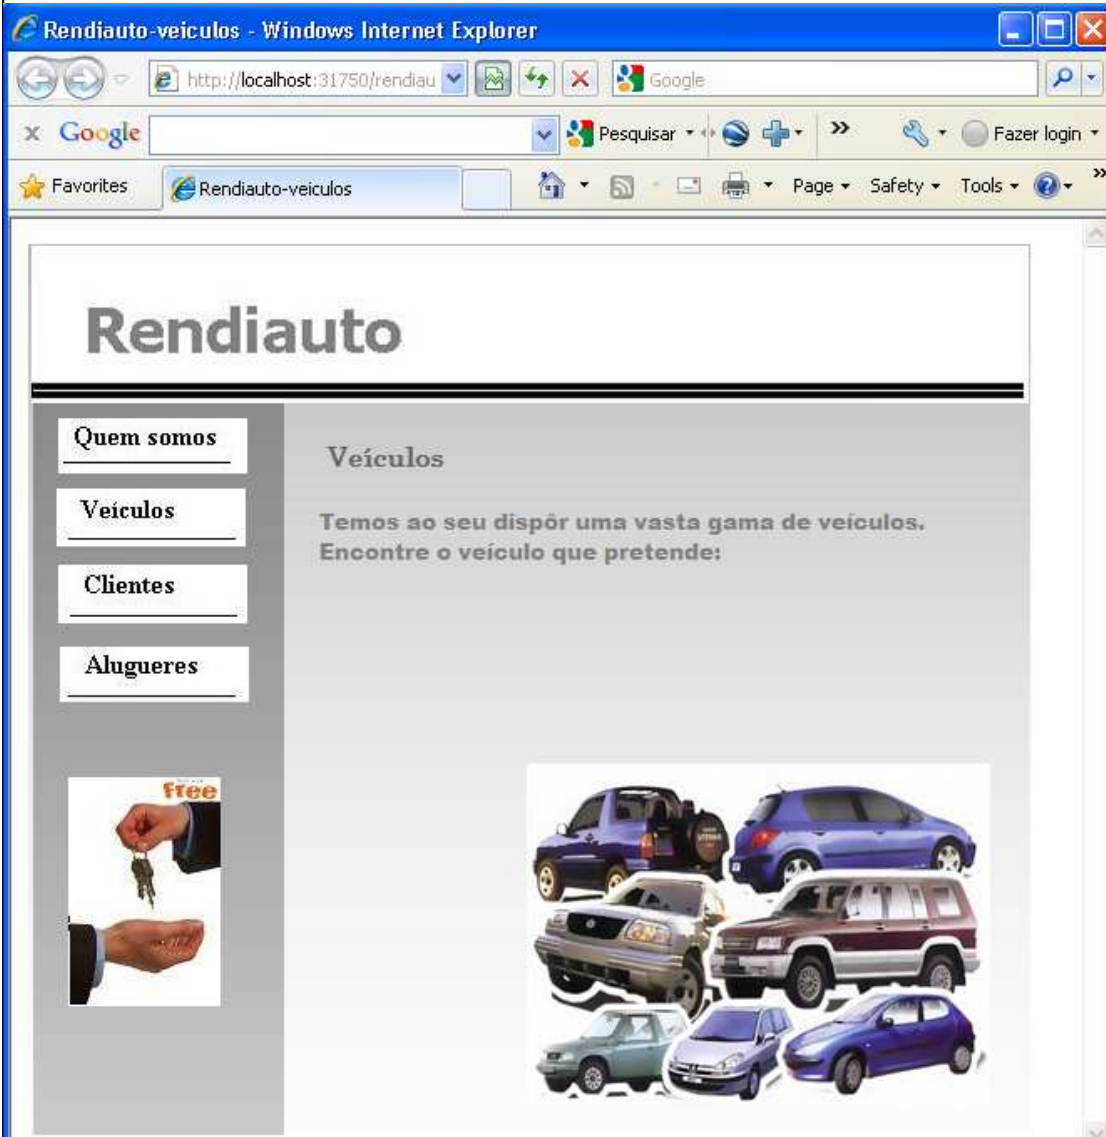 Rendiauto-veiculos - Windows Internet Explorer
http://localhost:31750/rendiau
Google
x Google
Pesquisar
»
Fazer login
Favorites
Rendiauto-veiculos
Page
Safety
Tools
»
Rendiauto
Quem somos
Veículos
Clientes
Alugueres
Veículos
Temos ao seu dispôr uma vasta gama de veículos.
Encontre o veículo que pretende:
Free